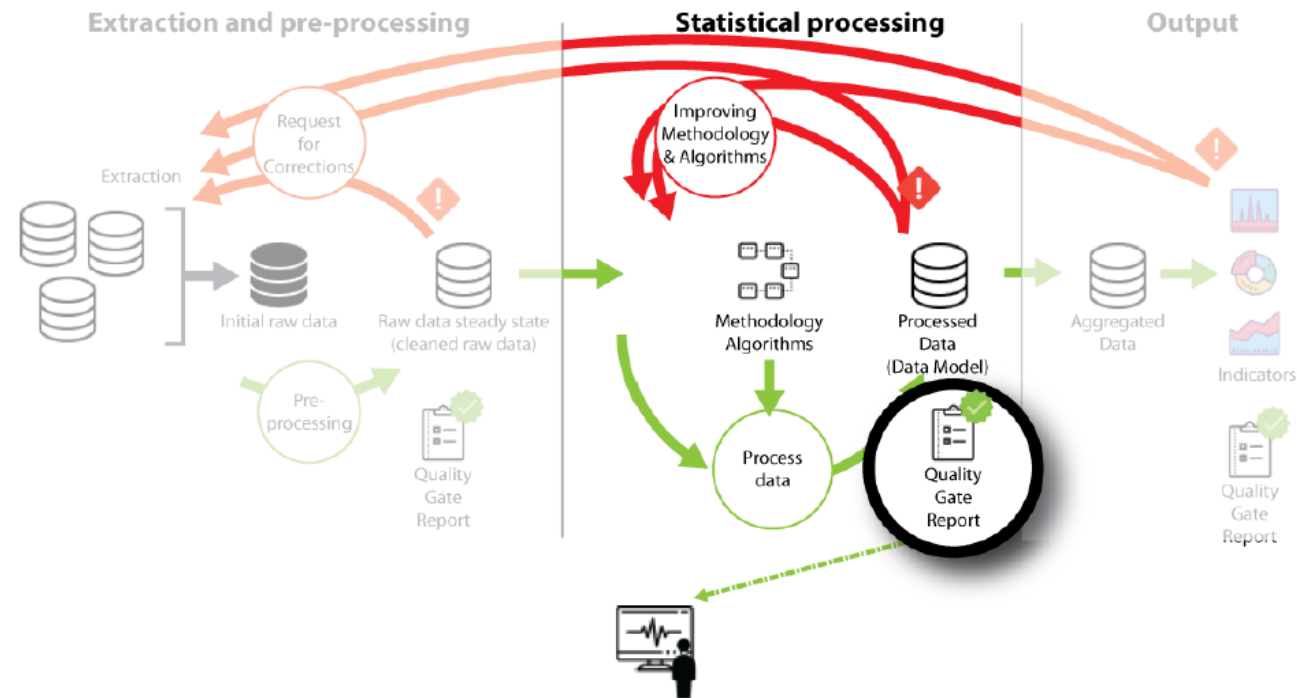 Extraction and pre-processing
Statistical processing
Output
Request
for
Corrections
Improving
Methodology
& Algorithms
!
!
!
Extraction
Initial raw data
Raw data steady state
(cleaned raw data)
Methodology
Algorithms
Processed
Data
(Data Model)
Aggregated
Data
Indicators
Pre-
processing
Quality
Gate
Report
Process
data
Quality
Gate
Report
Quality
Gate
Report